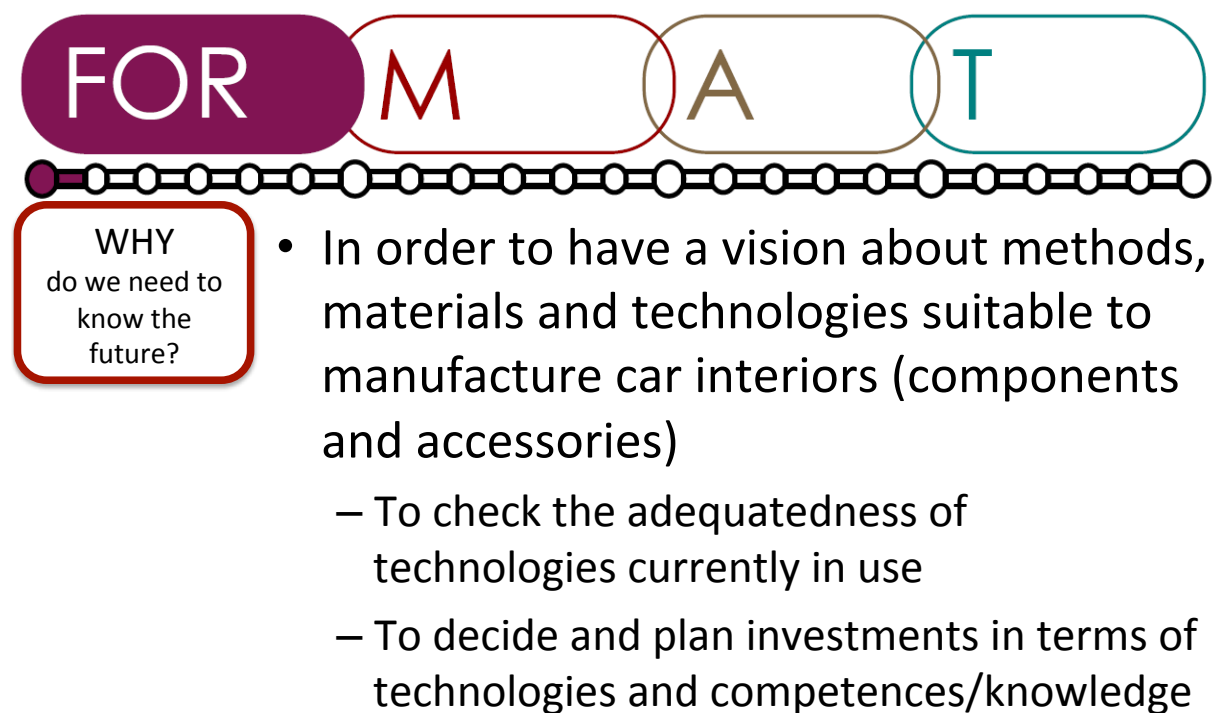 FOR M A T
WHY
do we need to
know the
future?
• In order to have a vision about methods,
materials and technologies suitable to
manufacture car interiors (components
and accessories)
– To check the adequatedness of
technologies currently in use
– To decide and plan investments in terms of
technologies and competences/knowledge